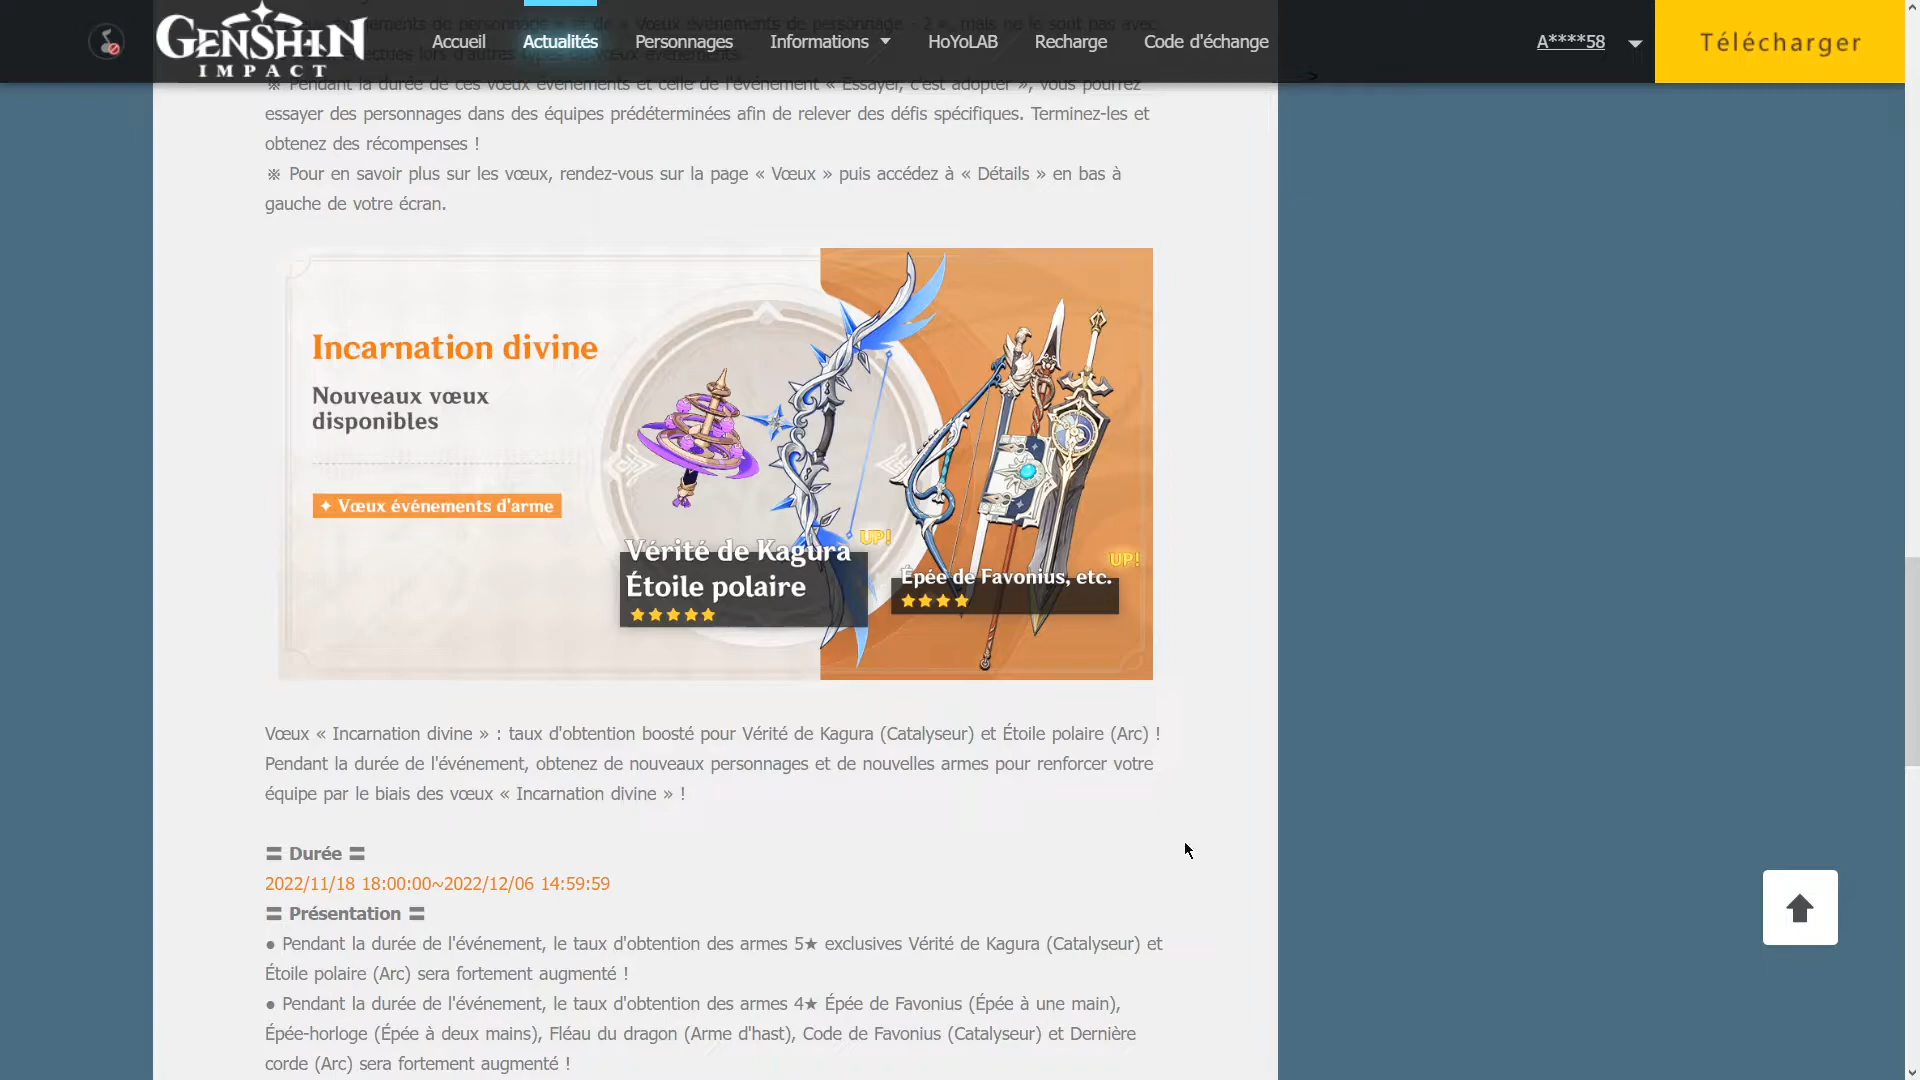 GENSHIN
IMPACT
Accueil
Actualités
Personnages
Informations
HoYoLAB
Recharge
Code d'échange
A****58
Télécharger
※ Pendant la durée de ces vœux événements et celle de l'événement « Essayer, c'est adopter », vous pourrez
essayer des personnages dans des équipes prédéterminées afin de relever des défis spécifiques. Terminez-les et
obtenez des récompenses !
※ Pour en savoir plus sur les vœux, rendez-vous sur la page « Vœux » puis accédez à « Détails » en bas à
gauche de votre écran.
Incarnation divine
Nouveaux vœux
disponibles
✦ Vœux événements d'arme
Vérité de Kagura
UP!
Étoile polaire
★★★★★
UP!
Épée de Favonius, etc.
★★★★
Vœux « Incarnation divine » : taux d'obtention boosté pour Vérité de Kagura (Catalyseur) et Étoile polaire (Arc) !
Pendant la durée de l'événement, obtenez de nouveaux personnages et de nouvelles armes pour renforcer votre
équipe par le biais des vœux « Incarnation divine » !
〓 Durée 〓
2022/11/18 18:00:00~2022/12/06 14:59:59
〓 Présentation 〓
● Pendant la durée de l'événement, le taux d'obtention des armes 5★ exclusives Vérité de Kagura (Catalyseur) et
Étoile polaire (Arc) sera fortement augmenté !
● Pendant la durée de l'événement, le taux d'obtention des armes 4★ Épée de Favonius (Épée à une main),
Épée-horloge (Épée à deux mains), Fléau du dragon (Arme d'hast), Code de Favonius (Catalyseur) et Dernière
corde (Arc) sera fortement augmenté !